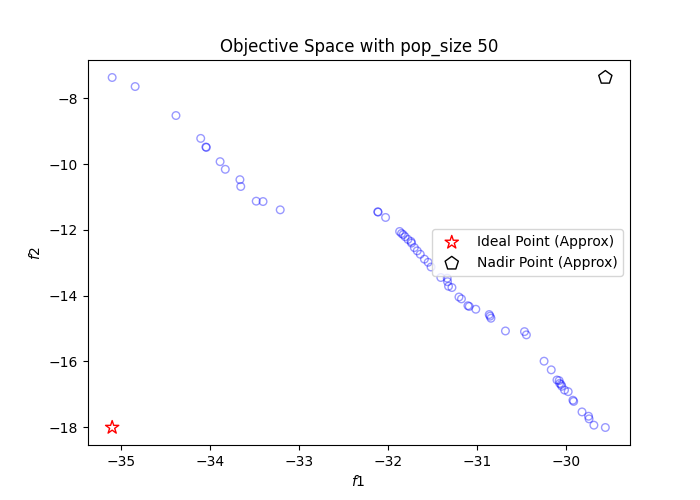 Objective Space with pop_size 50
−8
−10
−12
−14
−16
−18
f2
Ideal Point (Approx)
Nadir Point (Approx)
−35
−34
−33
−32
−31
−30
f1